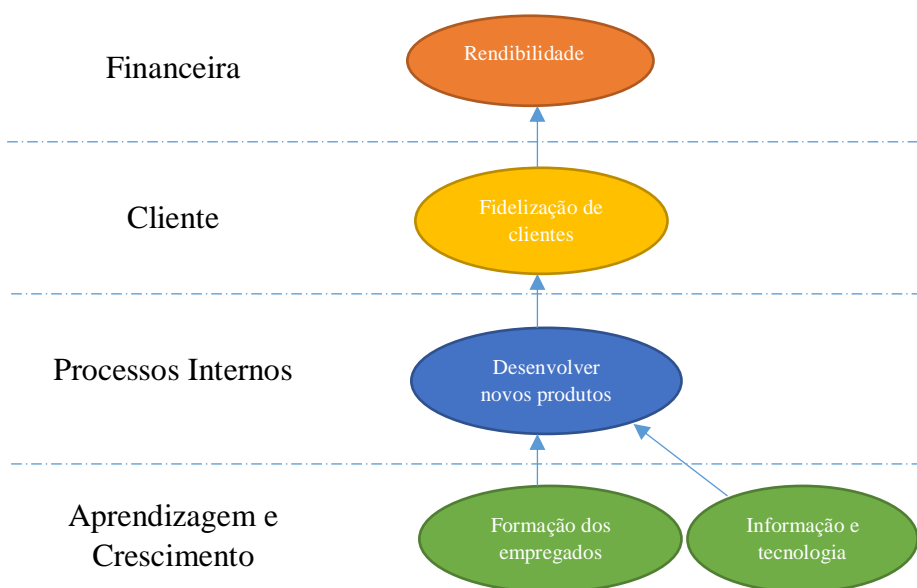 Financeira
Rendibilidade
Cliente
Fidelização de
clientes
Processos Internos
Desenvolver
novos produtos
Aprendizagem e
Crescimento
Formação dos
empregados
Informação e
tecnologia